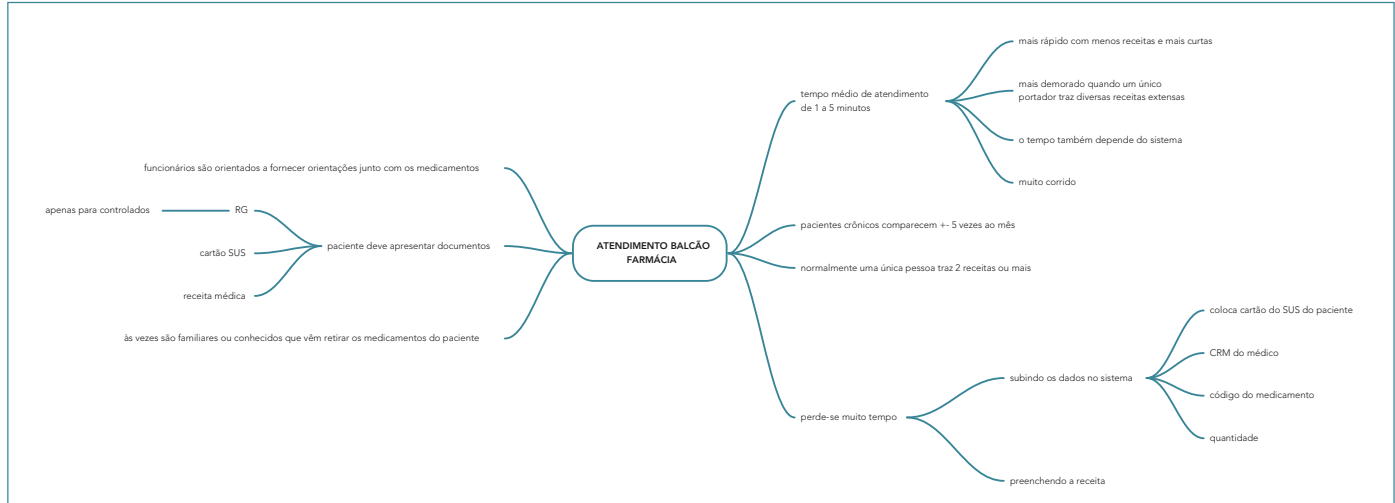 funcionários são orientados a fornecer orientações junto com os medicamentos
apenas para controlados
RG
cartão SUS
receita médica
paciente deve apresentar documentos
às vezes são familiares ou conhecidos que vêm retirar os medicamentos do paciente
ATENDIMENTO BALCÃO
FARMÁCIA
tempo médio de atendimento
de 1 a 5 minutos
mais rápido com menos receitas e mais curtas
mais demorado quando um único
portador traz diversas receitas extensas
o tempo também depende do sistema
muito corrido
pacientes crônicos comparecem +- 5 vezes ao mês
normalmente uma única pessoa traz 2 receitas ou mais
perde-se muito tempo
subindo os dados no sistema
coloca cartão do SUS do paciente
CRM do médico
código do medicamento
quantidade
preenchendo a receita